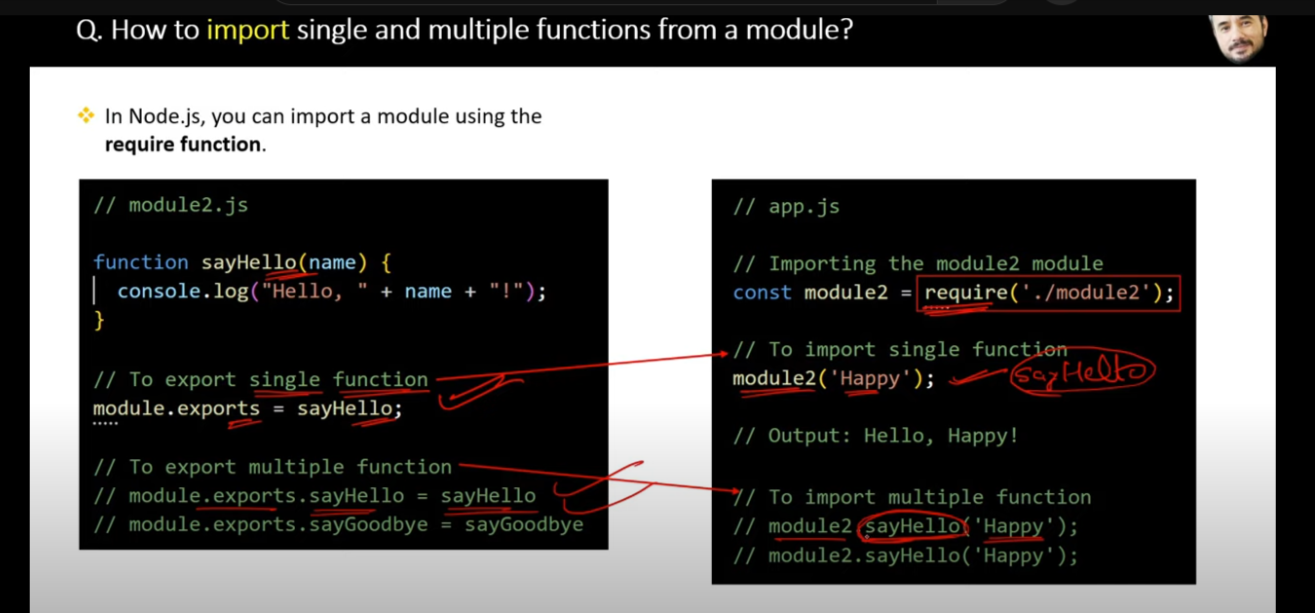 Q. How to import single and multiple functions from a module?
In Node.js, you can import a module using the
require function.
// module2.js
function sayHello(name) {
console.log("Hello, " + name + "!");
}
// To export single function
module.exports = sayHello;
// To export multiple function
// module.exports.sayHello = sayHello
// module.exports.sayGoodbye = sayGoodbye
// app.js
// Importing the module2 module
const module2 = require('./module2');
// To import single function
module2('Happy');
sayHello
// Output: Hello, Happy!
// To import multiple function
// module2.sayHello('Happy');
// module2.sayHello('Happy');